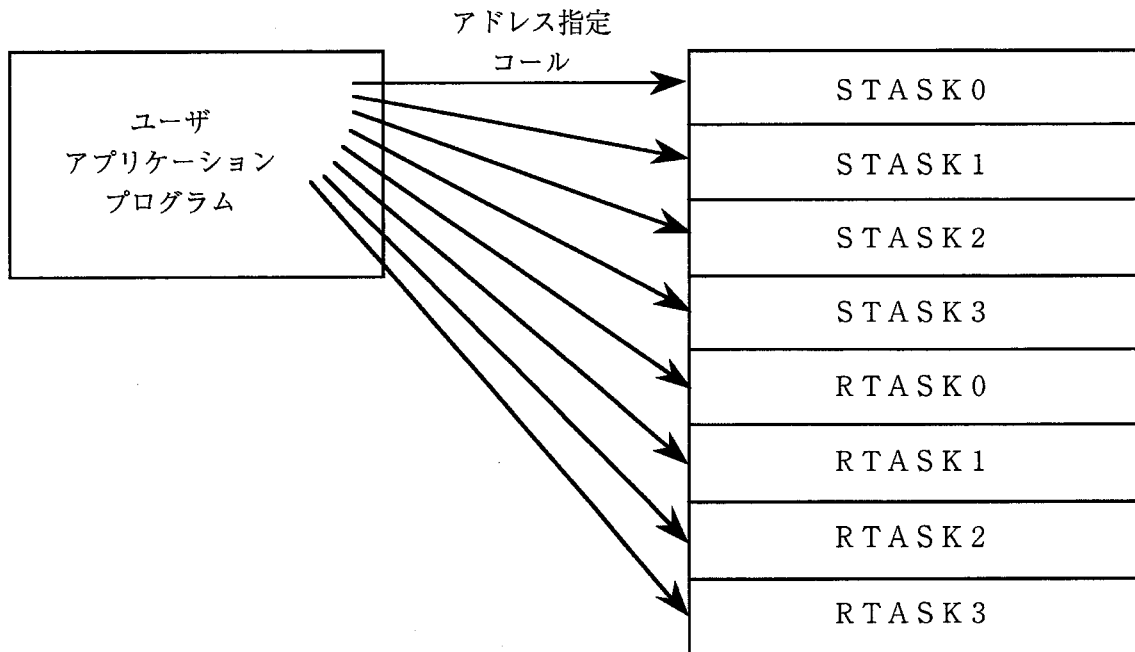 アドレス指定
コール
ユーザ
アプリケーション
プログラム
STASK0
STASK1
STASK2
STASK3
RTASK0
RTASK1
RTASK2
RTASK3